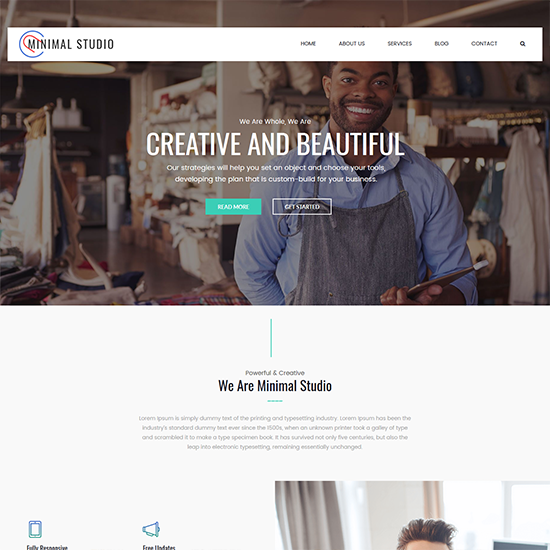 MINIMAL STUDIO
HOME ABOUT US SERVICES BLOG CONTACT
We Are Whole, We Are
CREATIVE AND BEAUTIFUL
Our strategies will help you set an object and choose your tools,
developing the plan that is custom-build for your business.
READ MORE GET STARTED
Powerful & Creative
We Are Minimal Studio
Lorem Ipsum is simply dummy text of the printing and typesetting industry. Lorem Ipsum has been
the industry's standard dummy text ever since the 1500s, when an unknown printer took a galley of type
and scrambled it to make a type specimen book. It has survived not only five centuries, but also the
leap into electronic typesetting, remaining essentially unchanged.
Fully Responsive Free Updates